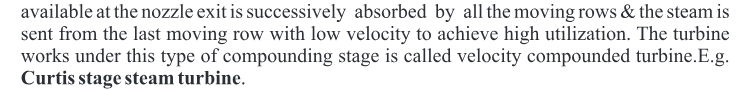 available at the nozzle exit is successively absorbed by all the moving rows & the steam is
sent from the last moving row with low velocity to achieve high utilization. The turbine
works under this type of compounding stage is called velocity compounded turbine.E.g.
Curtis stage steam turbine.